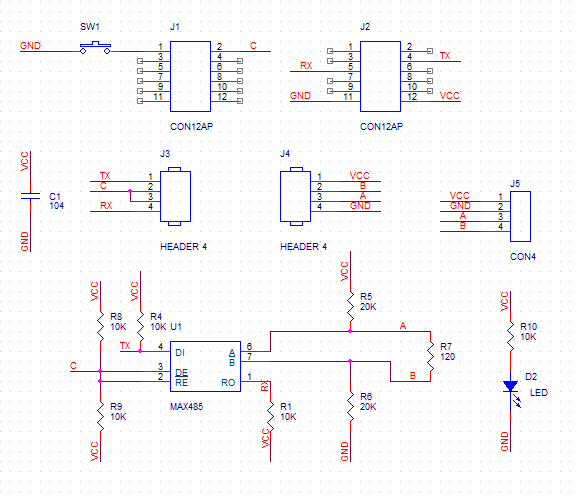 SW1 J1 J2
GND 1 2 C 1 2
3 4 3 4 TX
5 6 RX 5 6
7 8 7 8
9 10 9 10
11 12 GND 11 12 VCC
CON12AP CON12AP
J3 J4
VCC TX 1 1 VCC J5
C 2 2 B
C1 3 3 A VCC 1
104 RX 4 4 GND GND 2
A 3
B 4
GND HEADER 4 HEADER 4 CON4
VCC VCC VCC VCC
R8 R4 U1 R5
10K 10K 20K
A R10
TX 4 DI A 6 R7 10K
B 7 120
C 3 DE
2 RE RO 1 RX B D2
LED
R9 MAX485 R1 R6
10K 10K 20K
VCC VCC GND GND